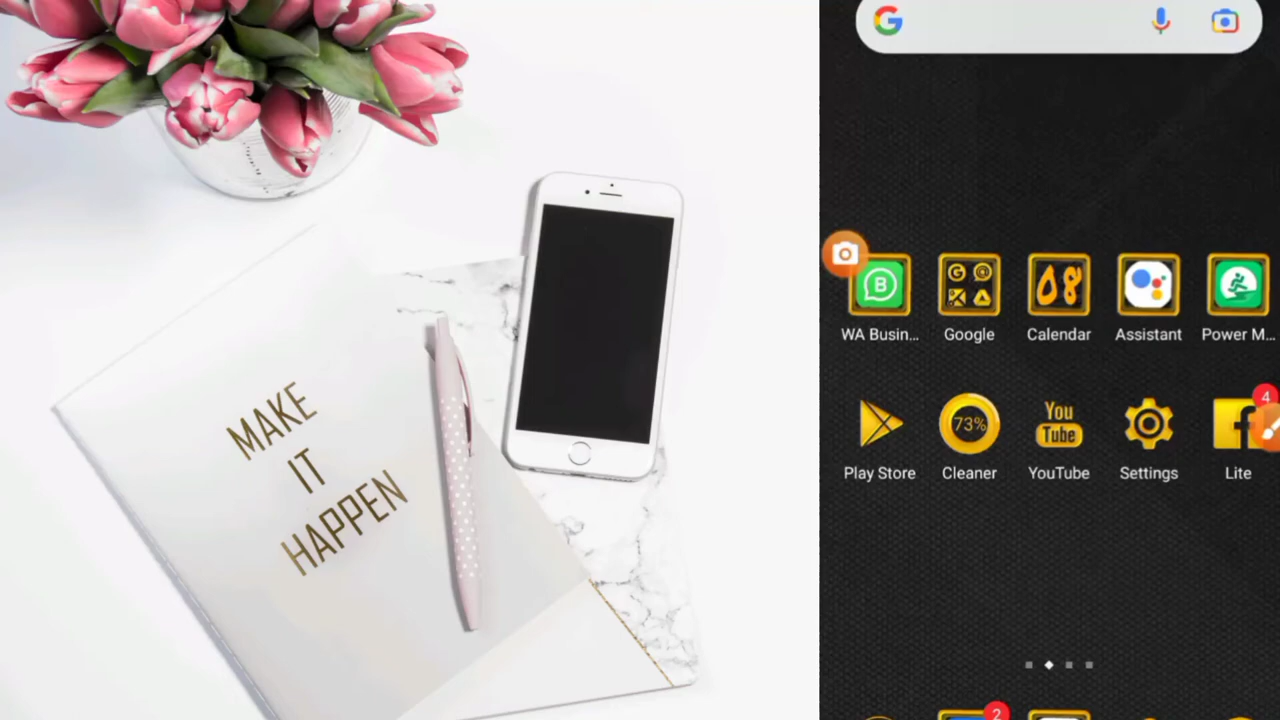 MAKE
IT
HAPPEN
WA Busin...
Google
Calendar
Assistant
Power M...
08
B
Play Store
Cleaner
YouTube
Settings
Lite
73%
You
Tube
4
2